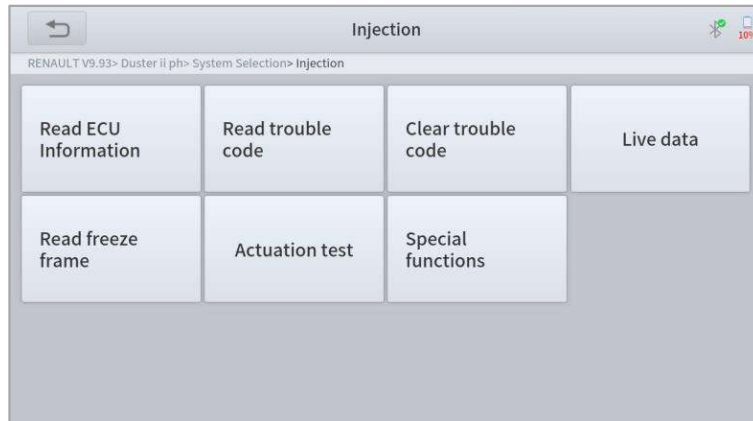 Injection
10%
RENAULT V9.93> Duster ii ph> System Selection> Injection
Read ECU
Information
Read trouble
code
Clear trouble
code
Live data
Read freeze
frame
Actuation test
Special
functions